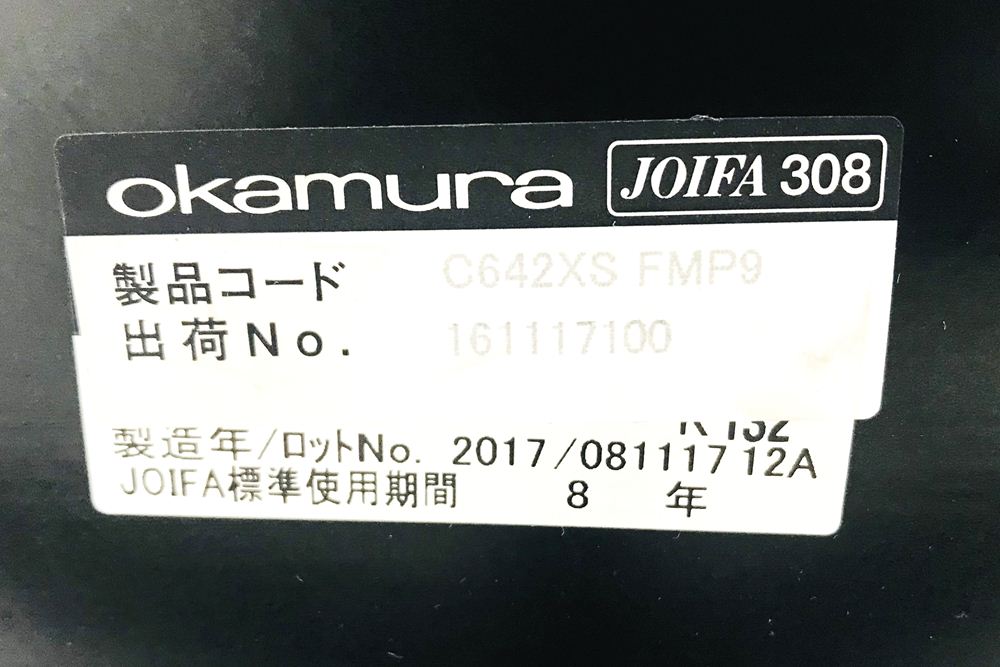 okamura JOIFA 308
製品コード C642XS FMP9
出荷No. 161117100
製造年/ロットNo. 2017/08111712A
JOIFA標準使用期間 8 年